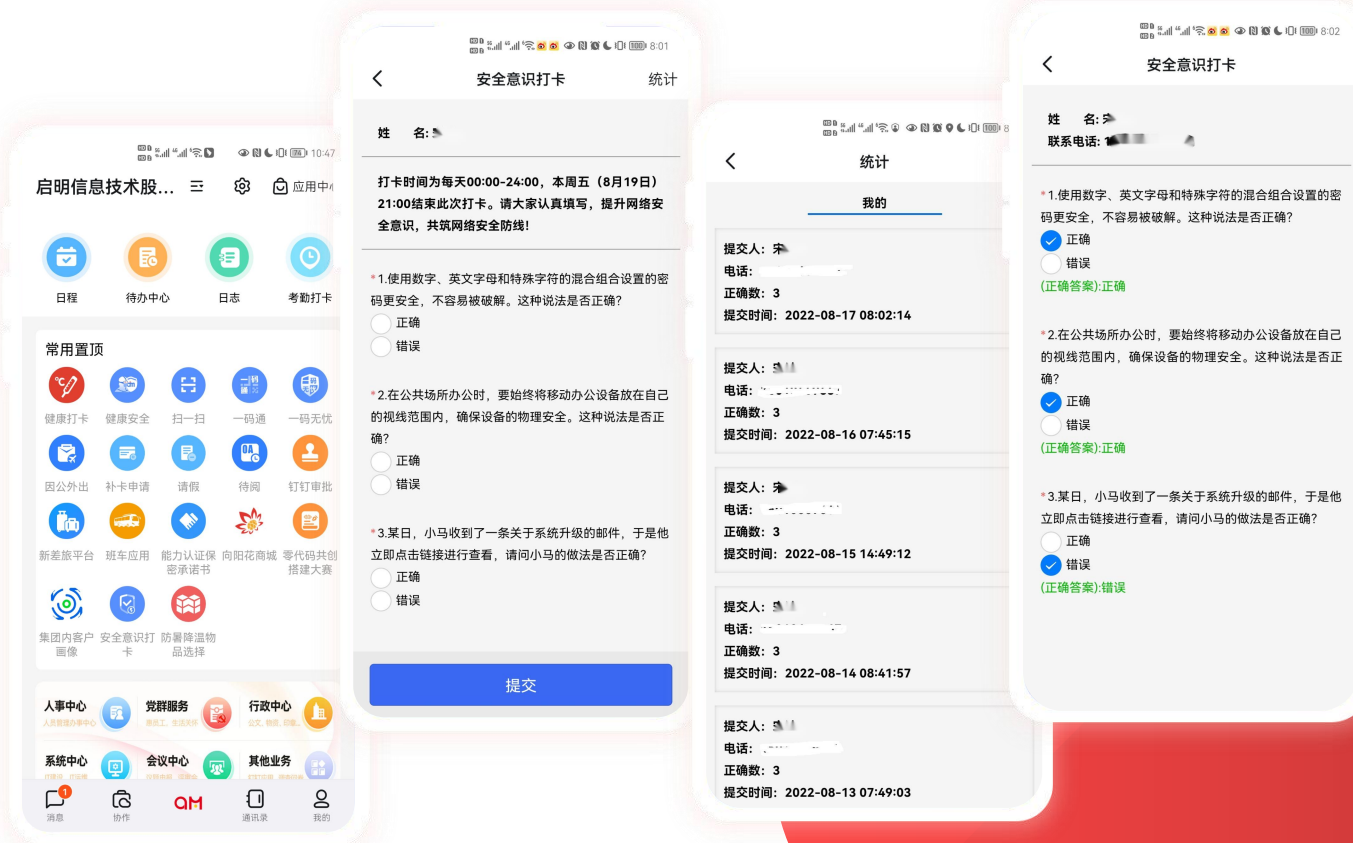 10:47
启明信息技术股...
应用中
日程
待办中心
日志
考勤打卡
常用置顶
健康打卡
健康安全
扫一扫
一码通
一码无忧
因公外出
补卡申请
请假
待阅
钉钉审批
新差旅平台
班车应用
能力认证保
密承诺书
向阳花商城
零代码共创
搭建大赛
集团内客户
画像
安全意识打
卡
防暑降温物
品选择
人事中心
党群服务
行政中心
系统中心
会议中心
其他业务
1
消息
协作
QM
通讯录
我的
8:01
安全意识打卡
统计
姓 名:
打卡时间为每天00:00-24:00，本周五（8月19日）
21:00结束此次打卡。请大家认真填写，提升网络安
全意识，共筑网络安全防线！
*1.使用数字、英文字母和特殊字符的混合组合设置的密
码更安全，不容易被破解。这种说法是否正确？
正确
错误
*2.在公共场所办公时，要始终将移动办公设备放在自己
的视线范围内，确保设备的物理安全。这种说法是否正
确？
正确
错误
*3.某日，小马收到了一条关于系统升级的邮件，于是他
立即点击链接进行查看，请问小马的做法是否正确？
正确
错误
提交
统计
我的
提交人：宋
电话：
正确数：3
提交时间：2022-08-17 08:02:14
提交人：
电话：
正确数：3
提交时间：2022-08-16 07:45:15
提交人：
电话：
正确数：3
提交时间：2022-08-15 14:49:12
提交人：
电话：
正确数：3
提交时间：2022-08-14 08:41:57
提交人：
电话：
正确数：3
提交时间：2022-08-13 07:49:03
8:02
安全意识打卡
姓 名:
联系电话:
*1.使用数字、英文字母和特殊字符的混合组合设置的密
码更安全，不容易被破解。这种说法是否正确？
正确
错误
(正确答案):正确
*2.在公共场所办公时，要始终将移动办公设备放在自己
的视线范围内，确保设备的物理安全。这种说法是否正
确？
正确
错误
(正确答案):正确
*3.某日，小马收到了一条关于系统升级的邮件，于是他
立即点击链接进行查看，请问小马的做法是否正确？
正确
错误
(正确答案):错误